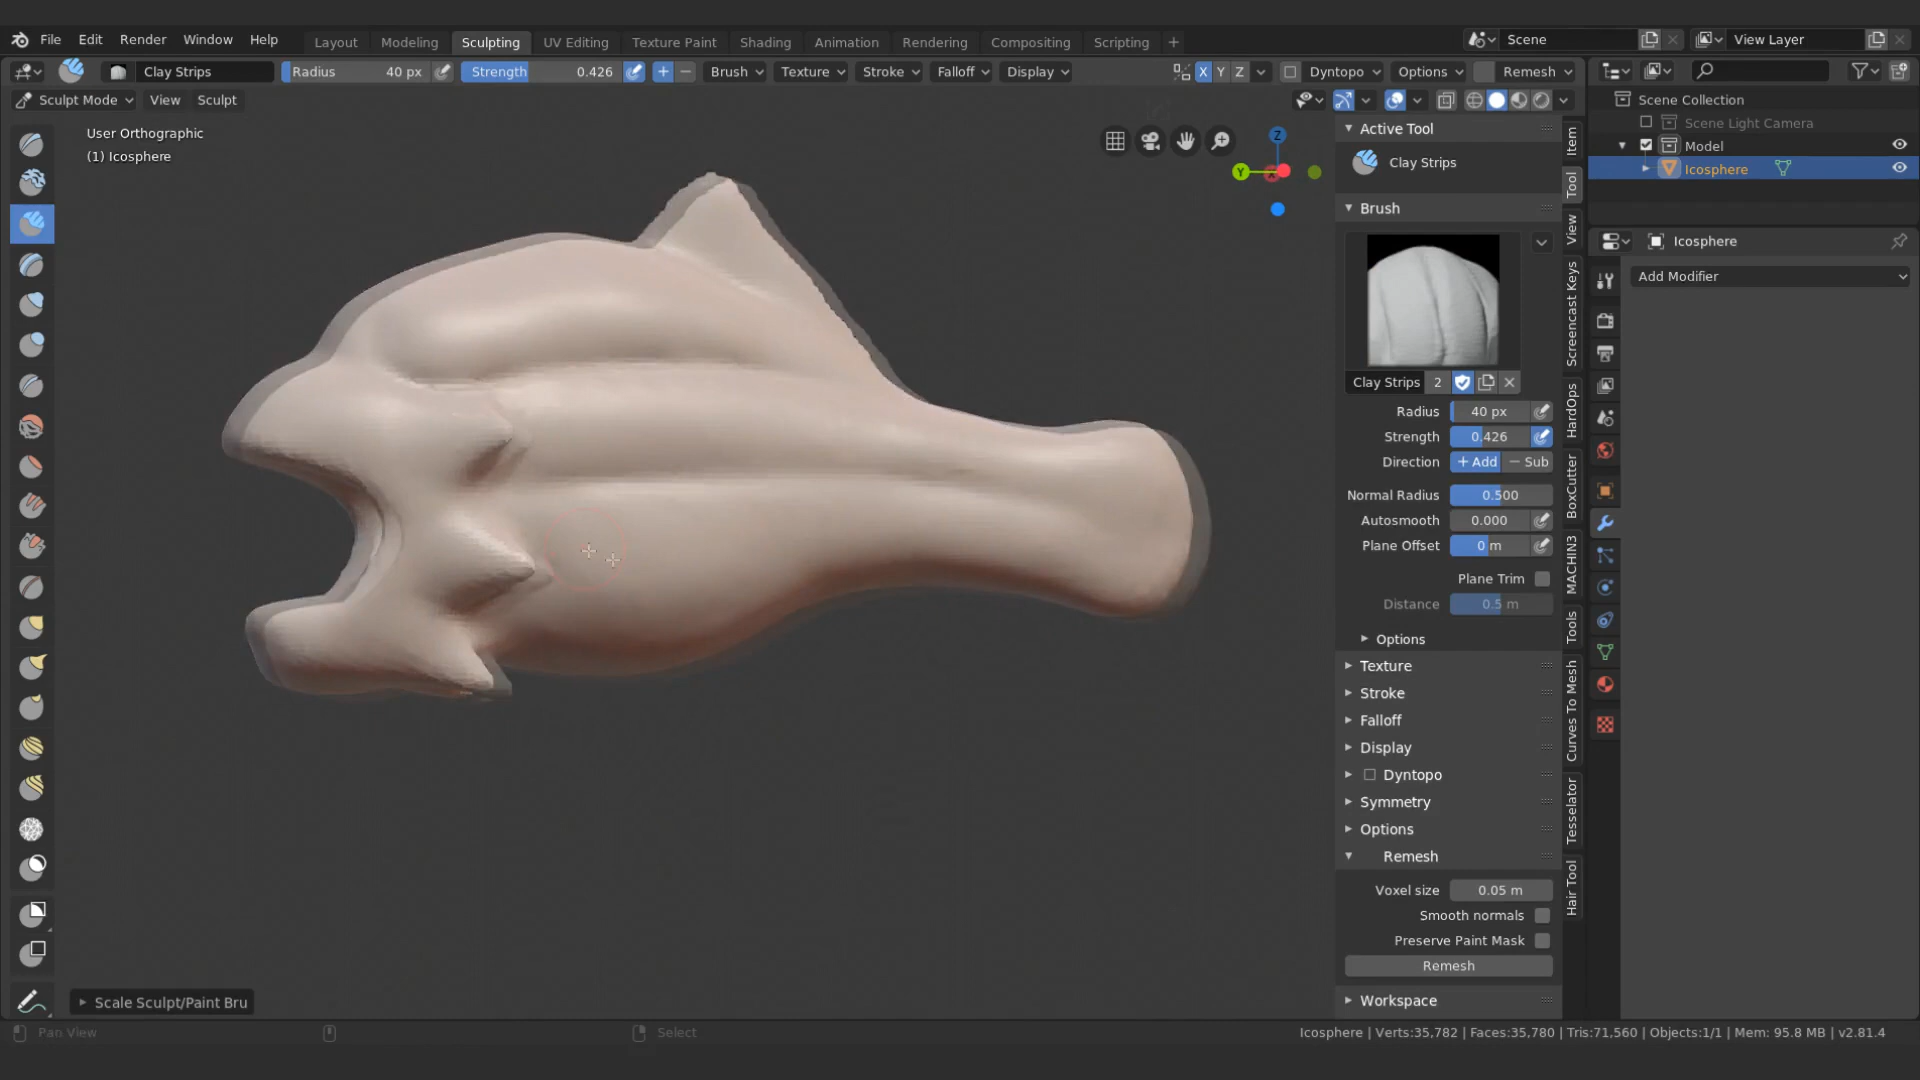 File Edit Render Window Help Layout Modeling Sculpting UV Editing Texture Paint Shading Animation Rendering Compositing Scripting + Scene View Layer
Clay Strips Radius 40 px Strength 0.426 + − Brush Texture Stroke Falloff Display X Y Z Dyntopo Options Remesh
Sculpt Mode View Sculpt
User Orthographic
(1) Icosphere
Z
Y
Active Tool
Clay Strips
Brush
Clay Strips 2
Radius 40 px
Strength 0.426
Direction + Add − Sub
Normal Radius 0.500
Autosmooth 0.000
Plane Offset 0 m
Plane Trim
Distance 0.5 m
Options
Texture
Stroke
Falloff
Display
Dyntopo
Symmetry
Options
Remesh
Voxel size 0.05 m
Smooth normals
Preserve Paint Mask
Remesh
Workspace
Item
Tool
View
Screencast Keys
HardOps
BoxCutter
MACHIN3
Tools
Curves To Mesh
Tesselator
Hair Tool
Scene Collection
Scene Light Camera
Model
Icosphere
Icosphere
Add Modifier
Scale Sculpt/Paint Bru
Pan View Select Icosphere | Verts:35,782 | Faces:35,780 | Tris:71,560 | Objects:1/1 | Mem: 95.8 MB | v2.81.4